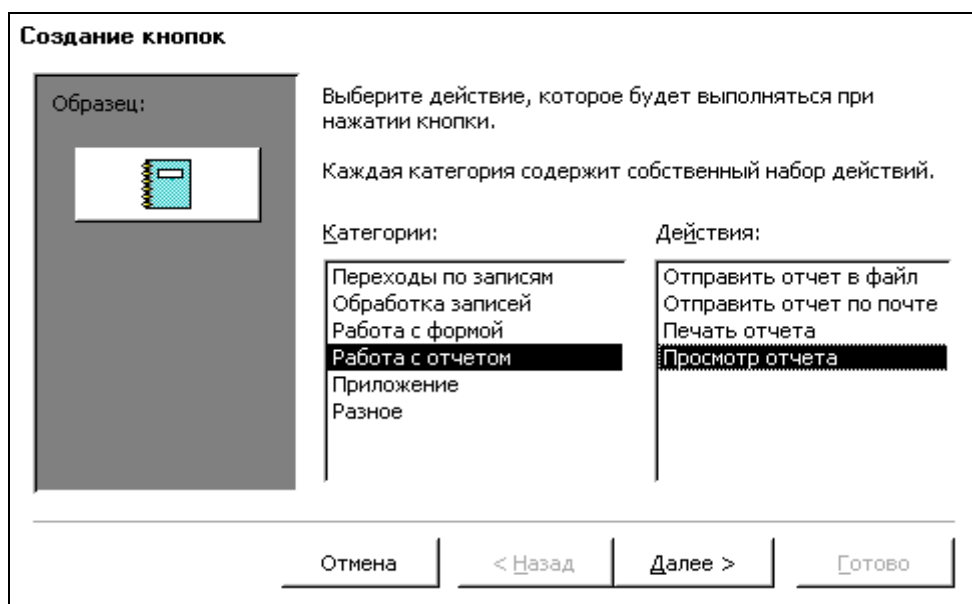 Создание кнопок
Образец:
Выберите действие, которое будет выполняться при
нажатии кнопки.
Каждая категория содержит собственный набор действий.
Категории:
Переходы по записям
Обработка записей
Работа с формой
Работа с отчетом
Приложение
Разное
Действия:
Отправить отчет в файл
Отправить отчет по почте
Печать отчета
Просмотр отчета
Отмена
< Назад
Далее >
Готово